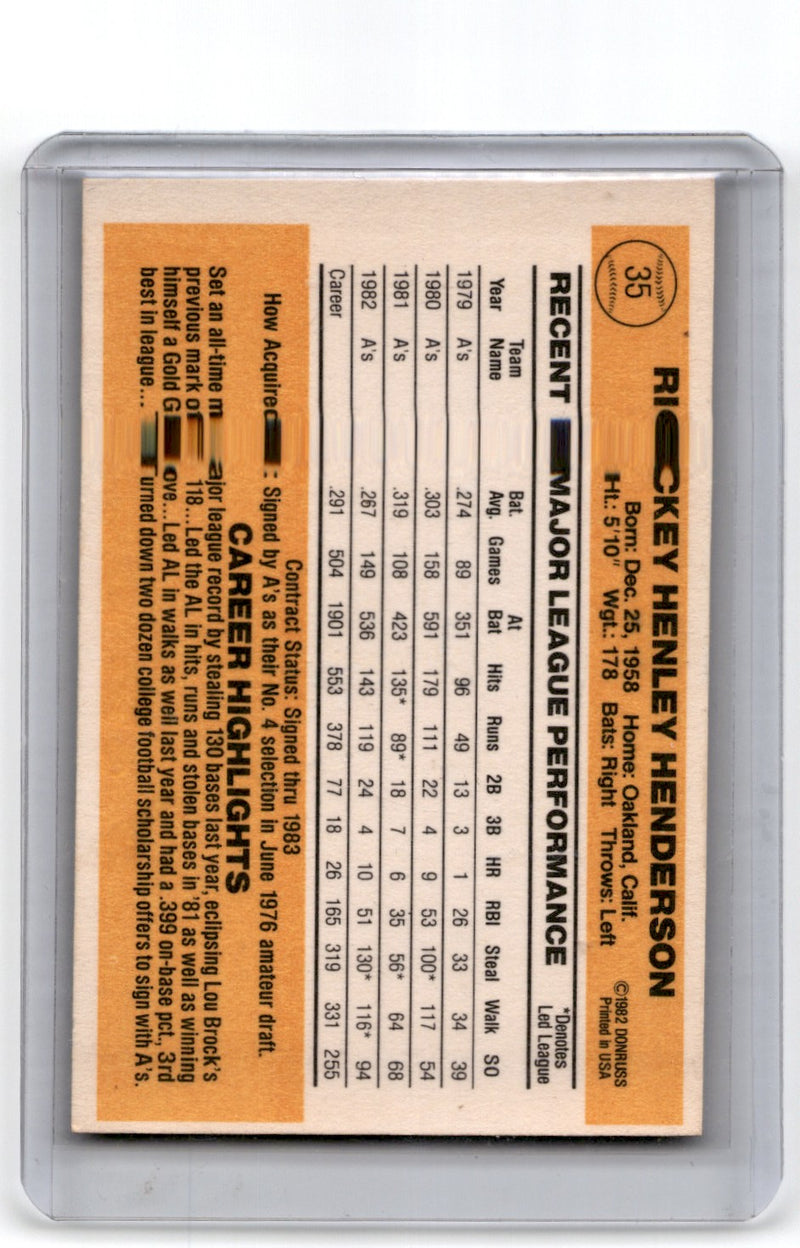 35
RICKEY HENLEY HENDERSON
Born: Dec. 25, 1958 Home: Oakland, Calif.
Ht.: 5'10" Wgt.: 178 Bats: Right Throws: Left
©1982 DONRUSS
Printed in USA
RECENT MAJOR LEAGUE PERFORMANCE
*Denotes
Led League
Year Team Name Bat. Avg. Games At Bat Hits Runs 2B 3B HR RBI Steal Walk SO
1979 A's .274 89 351 96 49 13 3 1 26 33 34 39
1980 A's .303 158 591 179 111 22 4 9 53 100* 117 54
1981 A's .319 108 423 135* 89* 18 7 6 35 56* 64 68
1982 A's .267 149 536 143 119 24 4 10 51 130* 116* 94
Career .291 504 1901 553 378 77 18 26 165 319 331 255
Contract Status: Signed thru 1983
How Acquired: Signed by A's as their No. 4 selection in June 1976 amateur draft.
CAREER HIGHLIGHTS
Set an all-time major league record by stealing 130 bases last year, eclipsing Lou Brock's
previous mark of 118...Led the AL in hits, runs and stolen bases in '81 as well as winning
himself a Gold Glove...Led AL in walks as well last year and had a .399 on-base pct., 3rd
best in league...Turned down two dozen college football scholarship offers to sign with A's.